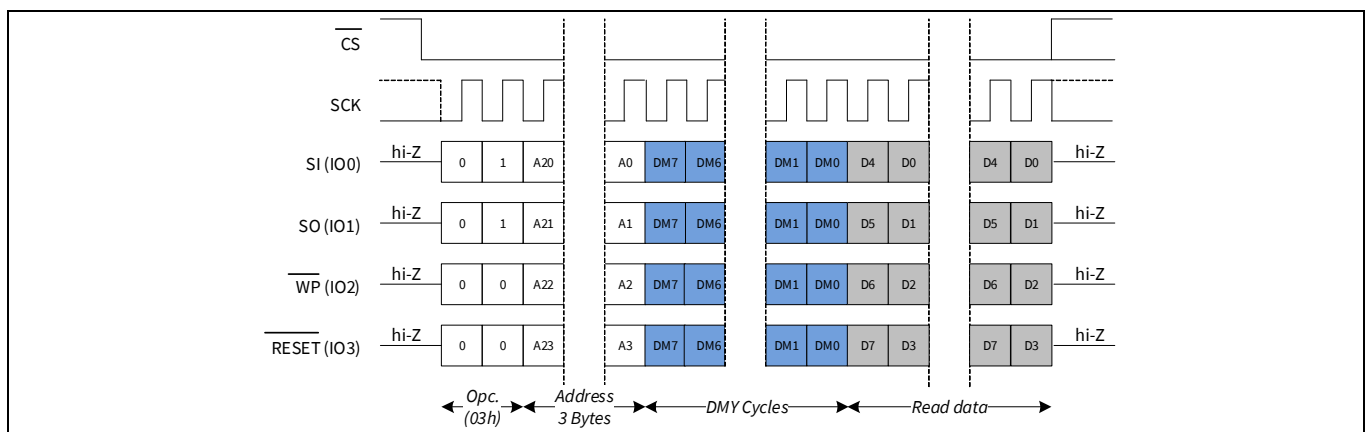 CS
SCK
SI (IO0) hi-Z 0 1 A20 A0 DM7 DM6 DM1 DM0 D4 D0 D4 D0 hi-Z
SO (IO1) hi-Z 0 1 A21 A1 DM7 DM6 DM1 DM0 D5 D1 D5 D1 hi-Z
WP (IO2) hi-Z 0 0 A22 A2 DM7 DM6 DM1 DM0 D6 D2 D6 D2 hi-Z
RESET (IO3) hi-Z 0 0 A23 A3 DM7 DM6 DM1 DM0 D7 D3 D7 D3 hi-Z
Opc. Address DMY Cycles Read data
(03h) 3 Bytes